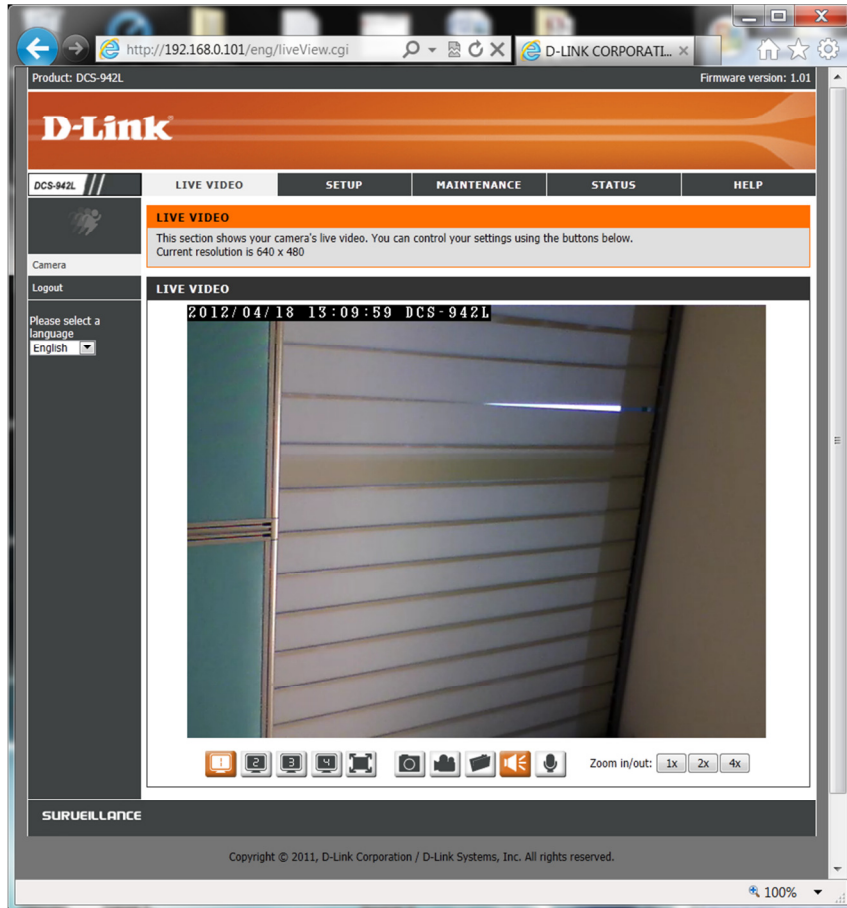 http://192.168.0.101/eng/liveView.cgi
D-LINK CORPORATI...
Product: DCS-942L
Firmware version: 1.01
D-Link
DCS-942L
LIVE VIDEO
SETUP
MAINTENANCE
STATUS
HELP
Camera
Logout
Please select a
language
English
LIVE VIDEO
This section shows your camera's live video. You can control your settings using the buttons below.
Current resolution is 640 x 480
LIVE VIDEO
2012/04/18 13:09:59 DCS-942L
1
2
3
4
Zoom in/out:
1x
2x
4x
SURVEILLANCE
Copyright © 2011, D-Link Corporation / D-Link Systems, Inc. All rights reserved.
100%